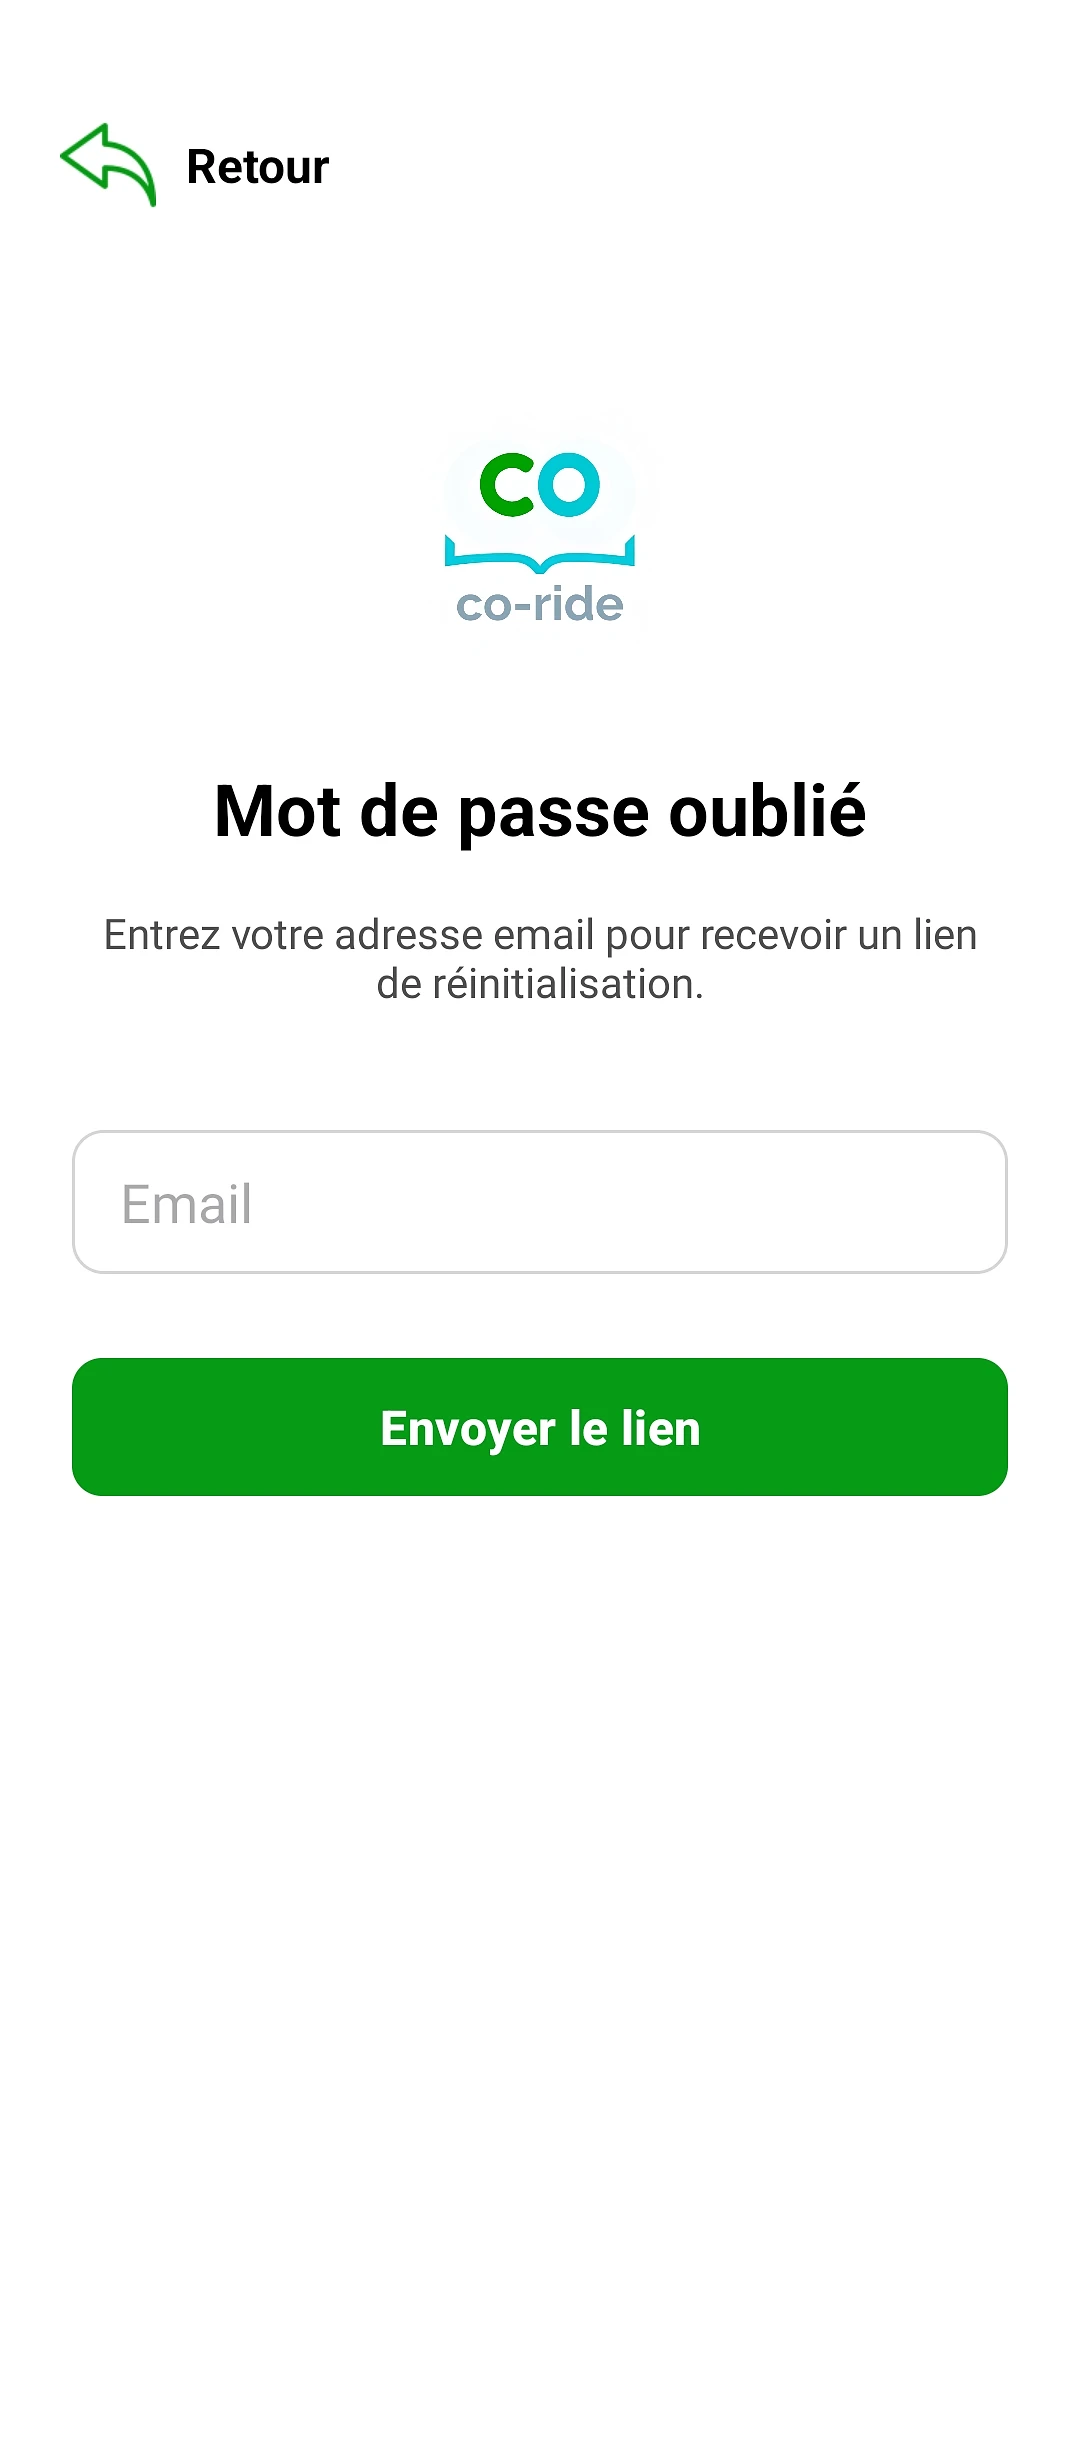 Retour
CO
co-ride
Mot de passe oublié
Entrez votre adresse email pour recevoir un lien
de réinitialisation.
Email
Envoyer le lien